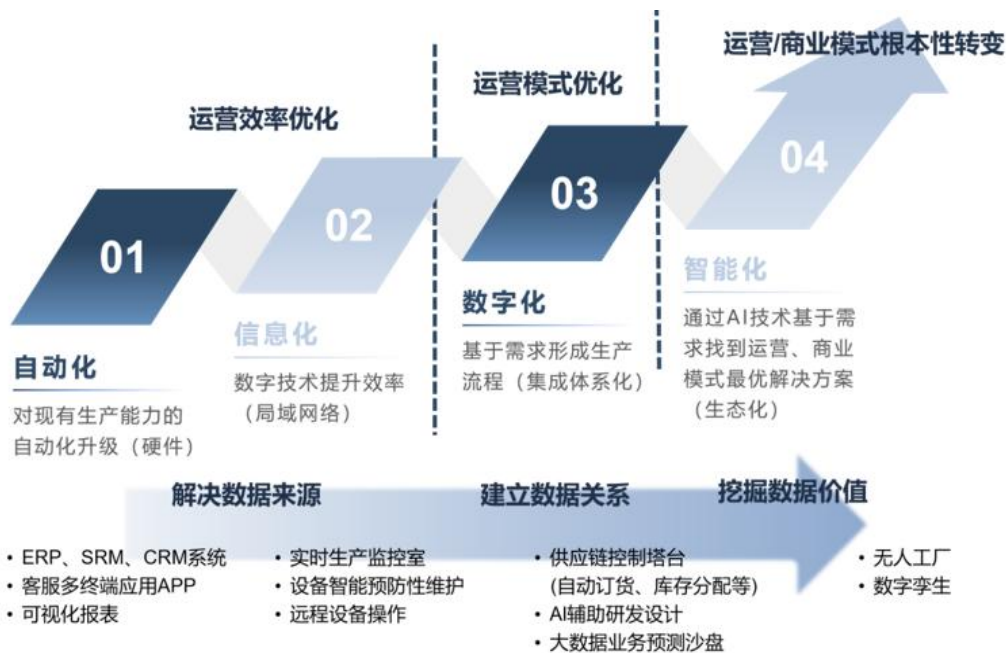 运营/商业模式根本性转变
运营模式优化
运营效率优化
01
02
03
04
自动化
对现有生产能力的
自动化升级（硬件）
信息化
数字技术提升效率
（局域网络）
数字化
基于需求形成生产
流程（集成体系化）
智能化
通过AI技术基于需
求找到运营、商业
模式最优解决方案
（生态化）
解决数据来源
建立数据关系
挖掘数据价值
• ERP、SRM、CRM系统
• 客服多终端应用APP
• 可视化报表
• 实时生产监控室
• 设备智能预防性维护
• 远程设备操作
• 供应链控制塔台
(自动订货、库存分配等)
• AI辅助研发设计
• 大数据业务预测沙盘
• 无人工厂
• 数字孪生